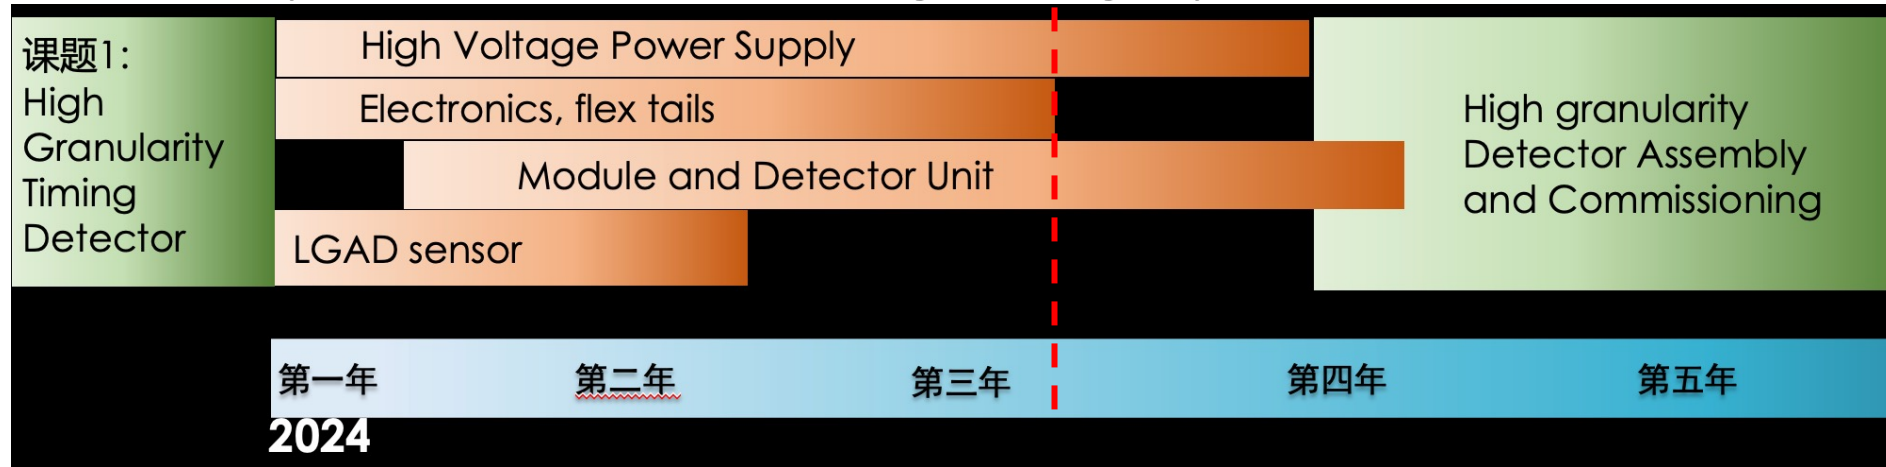 课题1:
High
Granularity
Timing
Detector
High Voltage Power Supply
Electronics, flex tails
Module and Detector Unit
LGAD sensor
High granularity
Detector Assembly
and Commissioning
第一年
第二年
第三年
第四年
第五年
2024